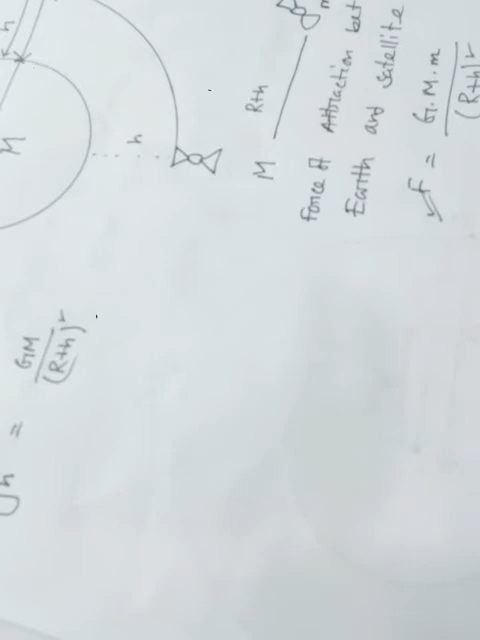 h
M
h
M R+h m
Force of Attraction bet
Earth and Satellite
F = G.M.m / (R+h)²
gh = GM / (R+h)²